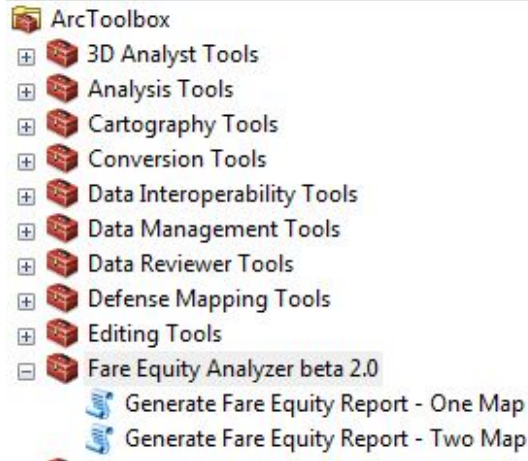 ArcToolbox
3D Analyst Tools
Analysis Tools
Cartography Tools
Conversion Tools
Data Interoperability Tools
Data Management Tools
Data Reviewer Tools
Defense Mapping Tools
Editing Tools
Fare Equity Analyzer beta 2.0
Generate Fare Equity Report - One Map
Generate Fare Equity Report - Two Map